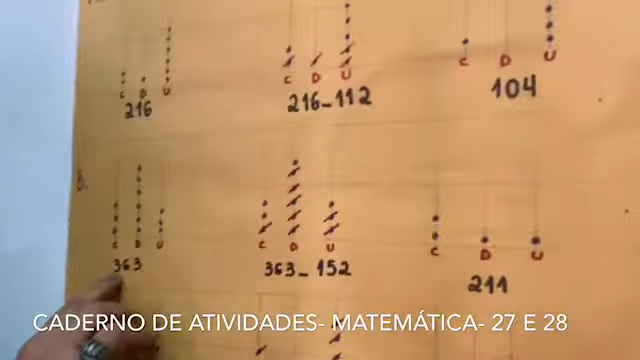 C D U
C D U
C D U
216
216-112
104
B.
C D U
C D U
C D U
363
363-152
211
CADERNO DE ATIVIDADES- MATEMÁTICA- 27 E 28